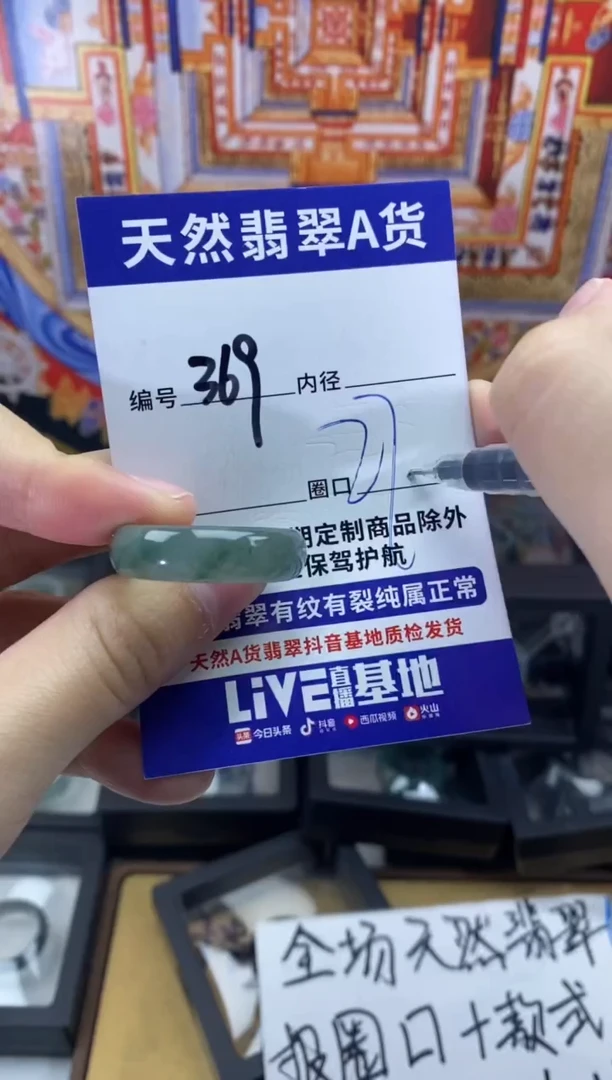 天然翡翠A货
编号 369 内径
圈口
期定制商品除外
保驾护航
翡翠有纹有裂纯属正常
天然A货翡翠抖音基地质检发货
LiVE直播基地
头条 今日头条 抖音 西瓜视频 火山
全场天然翡翠
报圈口+款式